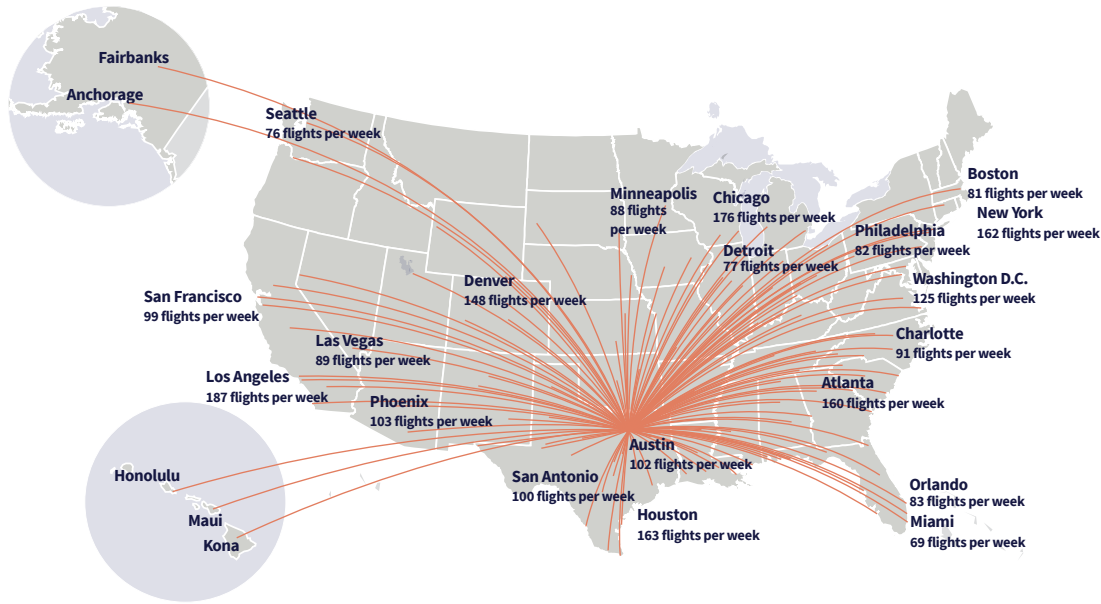 Fairbanks
Anchorage
Seattle
76 flights per week
Minneapolis
88 flights
per week
Chicago
176 flights per week
Boston
81 flights per week
New York
162 flights per week
Philadelphia
82 flights per week
Detroit
77 flights per week
Washington D.C.
125 flights per week
Denver
148 flights per week
San Francisco
99 flights per week
Las Vegas
89 flights per week
Charlotte
91 flights per week
Los Angeles
187 flights per week
Phoenix
103 flights per week
Atlanta
160 flights per week
Austin
102 flights per week
San Antonio
100 flights per week
Honolulu
Maui
Kona
Houston
163 flights per week
Orlando
83 flights per week
Miami
69 flights per week